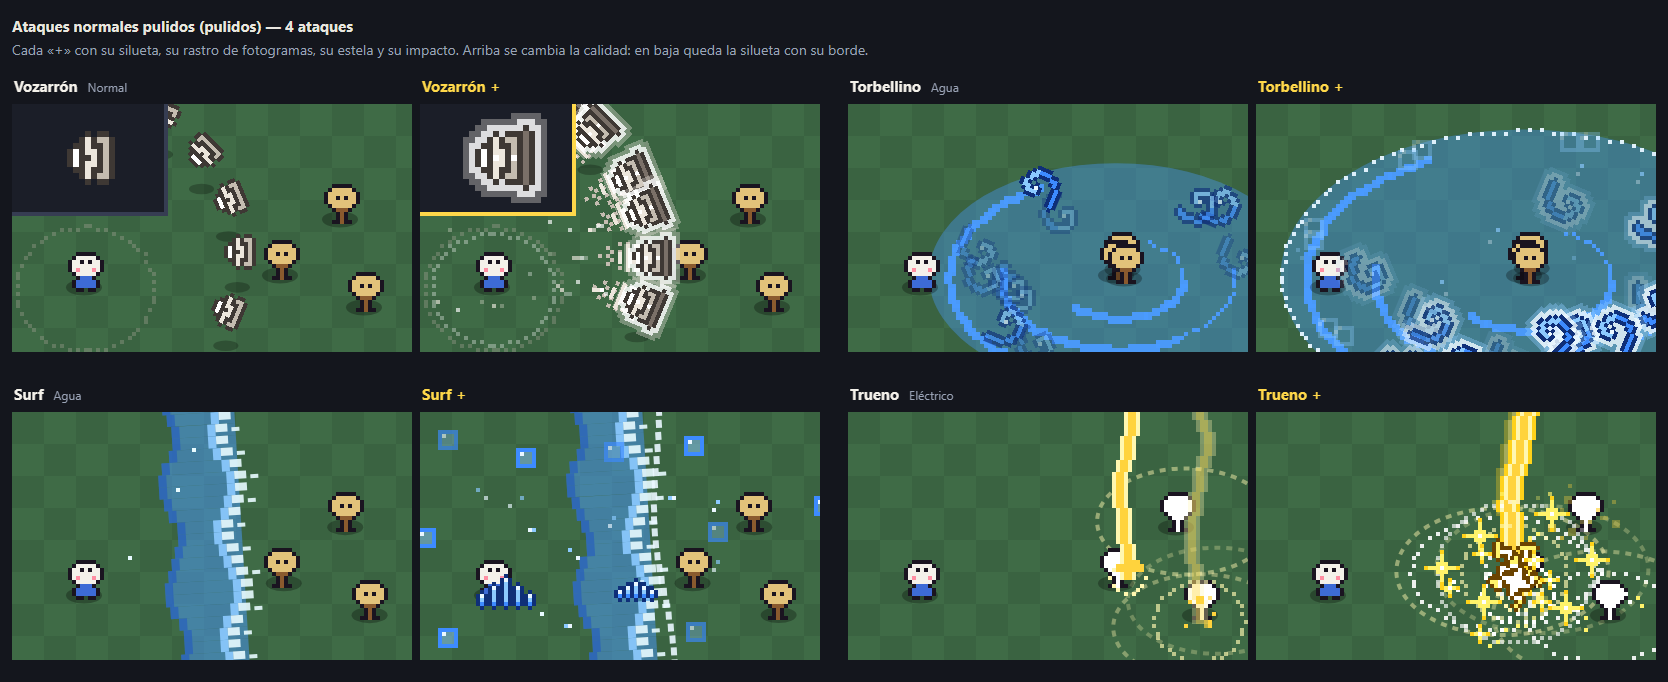 Ataques normales pulidos (pulidos) — 4 ataques
Cada «+» con su silueta, su rastro de fotogramas, su estela y su impacto. Arriba se cambia la calidad: en baja queda la silueta con su borde.
Vozarrón Normal
Vozarrón +
Torbellino Agua
Torbellino +
Surf Agua
Surf +
Trueno Eléctrico
Trueno +